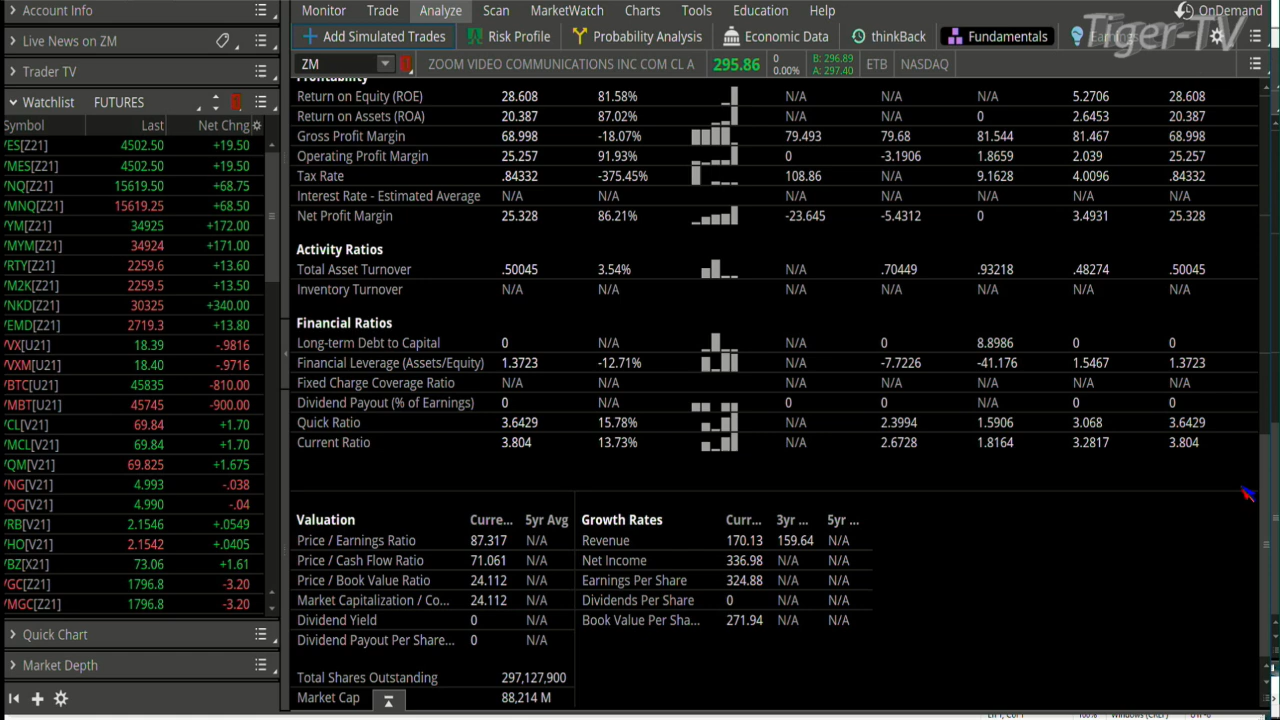 Account Info
Live News on ZM
Trader TV
Watchlist FUTURES
Symbol Last Net Chng
/ES[Z21] 4502.50 +19.50
/MES[Z21] 4502.50 +19.50
/NQ[Z21] 15619.50 +68.75
/MNQ[Z21] 15619.25 +68.50
/YM[Z21] 34925 +172.00
/MYM[Z21] 34924 +171.00
/RTY[Z21] 2259.6 +13.60
/M2K[Z21] 2259.5 +13.50
/NKD[Z21] 30325 +340.00
/EMD[Z21] 2719.3 +13.80
/VX[U21] 18.39 -.9816
/VXM[U21] 18.40 -.9716
/BTC[U21] 45835 -810.00
/MBT[U21] 45745 -900.00
/CL[V21] 69.84 +1.70
/MCL[V21] 69.84 +1.70
/QM[V21] 69.825 +1.675
/NG[V21] 4.993 -.038
/QG[V21] 4.990 -.04
/RB[V21] 2.1546 +.0549
/HO[V21] 2.1542 +.0405
/BZ[X21] 73.06 +1.61
/GC[Z21] 1796.8 -3.20
/MGC[Z21] 1796.8 -3.20
Quick Chart
Market Depth
Monitor Trade Analyze Scan MarketWatch Charts Tools Education Help OnDemand
Tiger-TV
Add Simulated Trades Risk Profile Probability Analysis Economic Data thinkBack Fundamentals Earnings
ZM ZOOM VIDEO COMMUNICATIONS INC COM CL A 295.86 0 0.00% B: 296.89 A: 297.40 ETB NASDAQ
Profitability
Return on Equity (ROE) 28.608 81.58% N/A N/A N/A 5.2706 28.608
Return on Assets (ROA) 20.387 87.02% N/A N/A 0 2.6453 20.387
Gross Profit Margin 68.998 -18.07% 79.493 79.68 81.544 81.467 68.998
Operating Profit Margin 25.257 91.93% 0 -3.1906 1.8659 2.039 25.257
Tax Rate .84332 -375.45% 108.86 N/A 9.1628 4.0096 .84332
Interest Rate - Estimated Average N/A N/A N/A N/A N/A N/A N/A
Net Profit Margin 25.328 86.21% -23.645 -5.4312 0 3.4931 25.328
Activity Ratios
Total Asset Turnover .50045 3.54% N/A .70449 .93218 .48274 .50045
Inventory Turnover N/A N/A N/A N/A N/A N/A N/A
Financial Ratios
Long-term Debt to Capital 0 N/A 0 8.8986 0 0
Financial Leverage (Assets/Equity) 1.3723 -12.71% N/A -7.7226 -41.176 1.5467 1.3723
Fixed Charge Coverage Ratio N/A N/A N/A N/A N/A N/A N/A
Dividend Payout (% of Earnings) 0 N/A 0 0 N/A 0 0
Quick Ratio 3.6429 15.78% N/A 2.3994 1.5906 3.068 3.6429
Current Ratio 3.804 13.73% N/A 2.6728 1.8164 3.2817 3.804
Valuation Curre... 5yr Avg Growth Rates Curr... 3yr ... 5yr ...
Price / Earnings Ratio 87.317 N/A Revenue 170.13 159.64 N/A
Price / Cash Flow Ratio 71.061 N/A Net Income 336.98 N/A N/A
Price / Book Value Ratio 24.112 N/A Earnings Per Share 324.88 N/A N/A
Market Capitalization / Co... 24.112 N/A Dividends Per Share 0 N/A N/A
Dividend Yield 0 N/A Book Value Per Sha... 271.94 N/A N/A
Dividend Payout Per Share... 0 N/A
Total Shares Outstanding 297,127,900
Market Cap 88,214 M